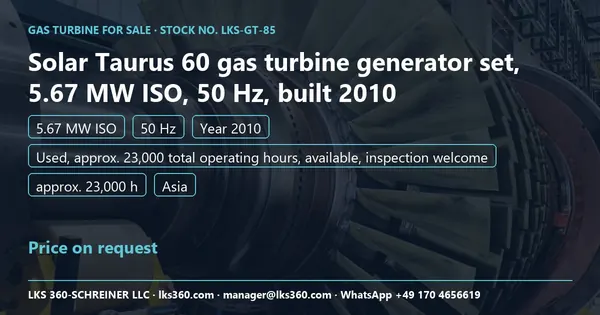 GAS TURBINE FOR SALE · STOCK NO. LKS-GT-85
Solar Taurus 60 gas turbine generator set,
5.67 MW ISO, 50 Hz, built 2010
5.67 MW ISO
50 Hz
Year 2010
Used, approx. 23,000 total operating hours, available, inspection welcome
approx. 23,000 h
Asia
Price on request
LKS 360-SCHREINER LLC · lks360.com · manager@lks360.com · WhatsApp +49 170 4656619